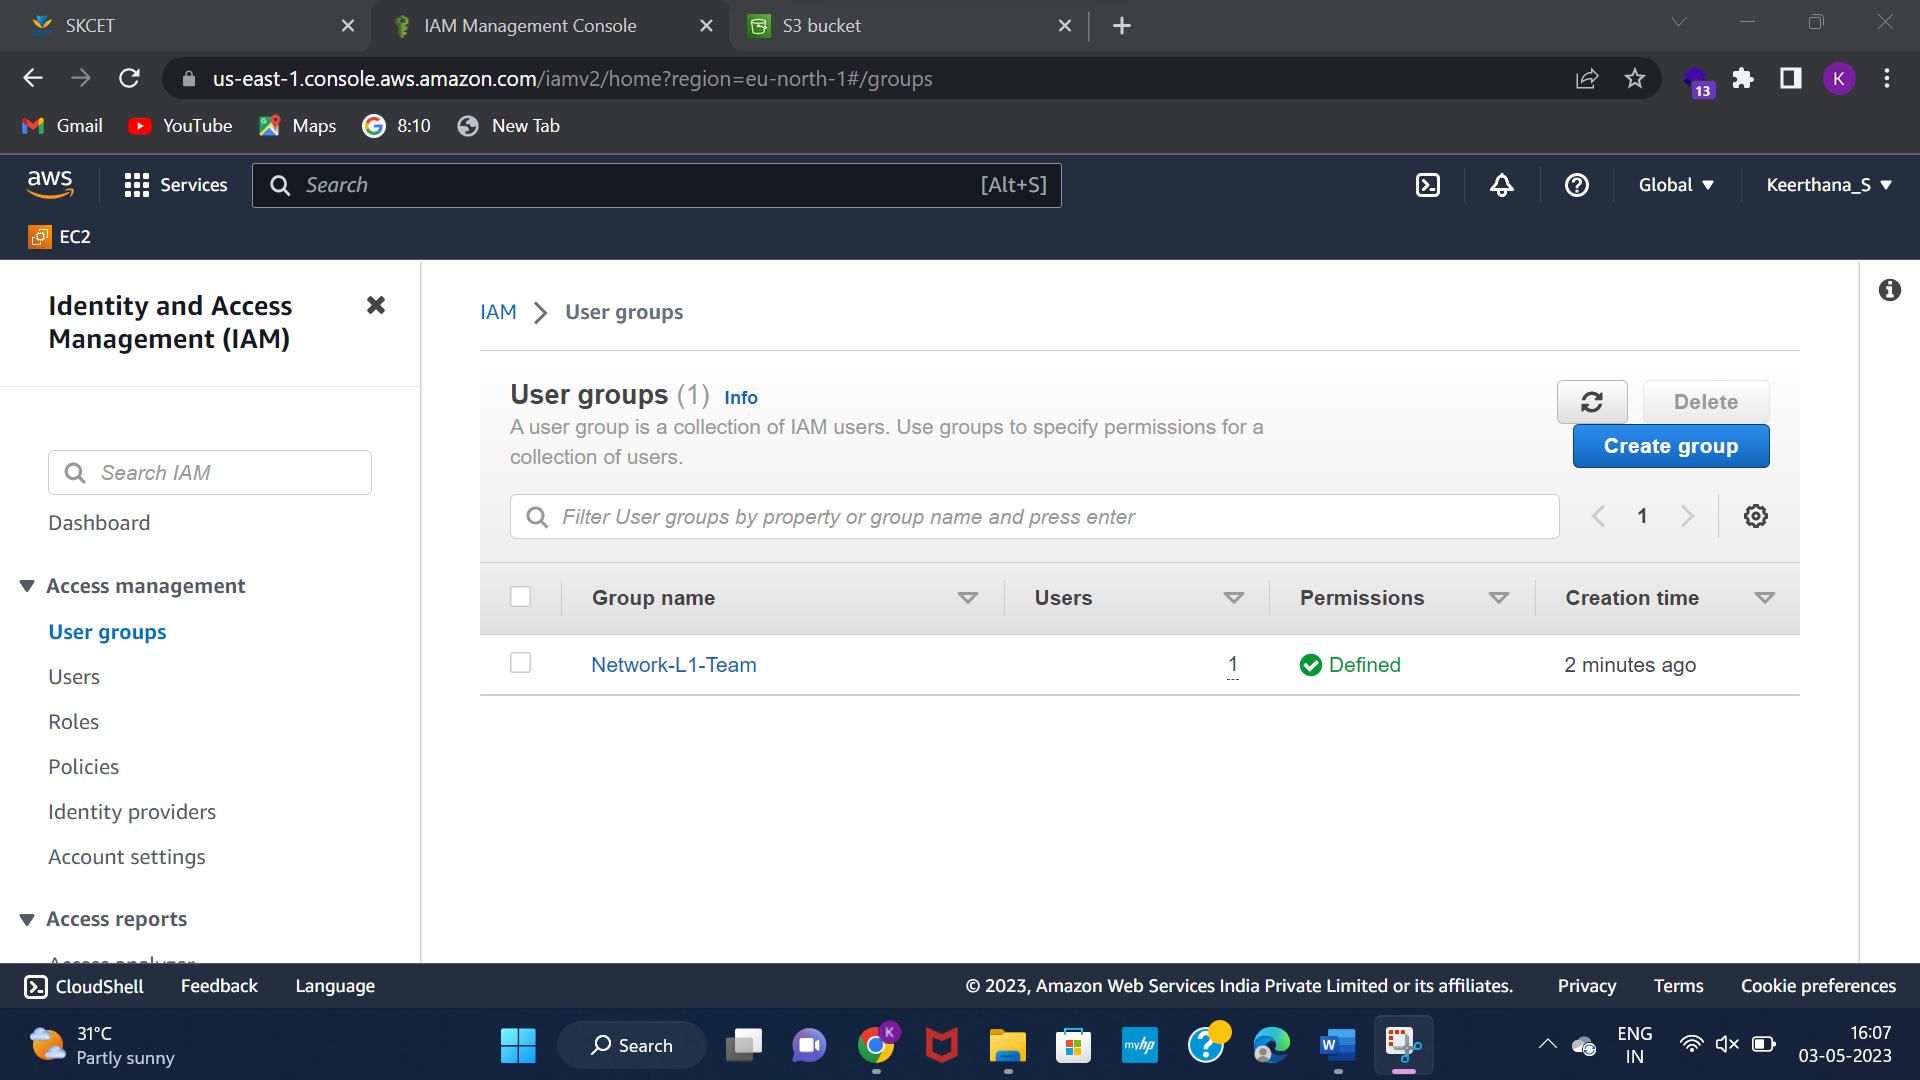 SKCET
IAM Management Console
S3 bucket
us-east-1.console.aws.amazon.com/iamv2/home?region=eu-north-1#/groups
13
K
Gmail
YouTube
Maps
8:10
New Tab
aws
Services
Search
[Alt+S]
Global
Keerthana_S
EC2
Identity and Access
Management (IAM)
Search IAM
Dashboard
Access management
User groups
Users
Roles
Policies
Identity providers
Account settings
Access reports
Access analyzer
IAM
User groups
User groups (1) Info
A user group is a collection of IAM users. Use groups to specify permissions for a
collection of users.
Delete
Create group
Filter User groups by property or group name and press enter
1
Group name
Users
Permissions
Creation time
Network-L1-Team
1
Defined
2 minutes ago
CloudShell
Feedback
Language
© 2023, Amazon Web Services India Private Limited or its affiliates.
Privacy
Terms
Cookie preferences
31°C
Partly sunny
Search
K
myhp
W
ENG
IN
16:07
03-05-2023